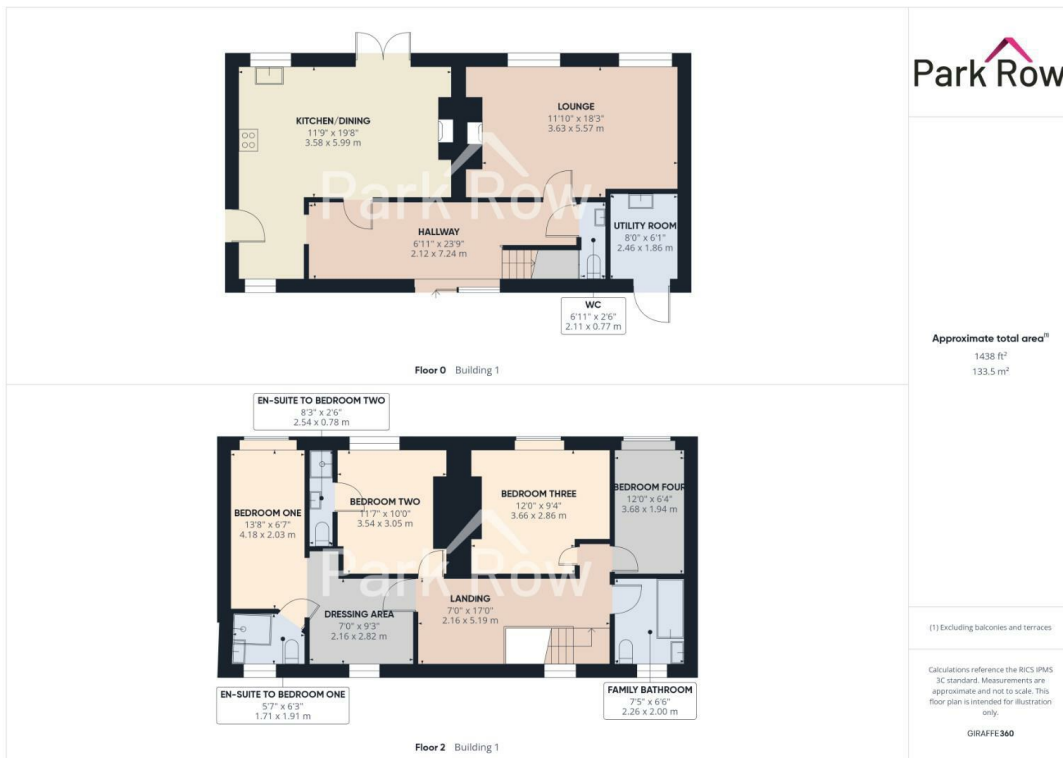 KITCHEN/DINING
11'9" x 19'8"
3.58 x 5.99 m
LOUNGE
11'10" x 18'3"
3.63 x 5.57 m
Park Row
HALLWAY
6'11" x 23'9"
2.12 x 7.24 m
UTILITY ROOM
8'0" x 6'1"
2.46 x 1.86 m
WC
6'11" x 2'6"
2.11 x 0.77 m
Floor 0 Building 1
EN-SUITE TO BEDROOM TWO
8'3" x 2'6"
2.54 x 0.78 m
BEDROOM ONE
13'8" x 6'7"
4.18 x 2.03 m
BEDROOM TWO
11'7" x 10'0"
3.54 x 3.05 m
BEDROOM THREE
12'0" x 9'4"
3.66 x 2.86 m
BEDROOM FOUR
12'0" x 6'4"
3.68 x 1.94 m
Park Row
DRESSING AREA
7'0" x 9'3"
2.16 x 2.82 m
LANDING
7'0" x 17'0"
2.16 x 5.19 m
EN-SUITE TO BEDROOM ONE
5'7" x 6'3"
1.71 x 1.91 m
FAMILY BATHROOM
7'5" x 6'6"
2.26 x 2.00 m
Floor 2 Building 1
Park Row
Approximate total area(1)
1438 ft²
133.5 m²
(1) Excluding balconies and terraces
Calculations reference the RICS IPMS
3C standard. Measurements are
approximate and not to scale. This
floor plan is intended for illustration
only.
GIRAFFE360